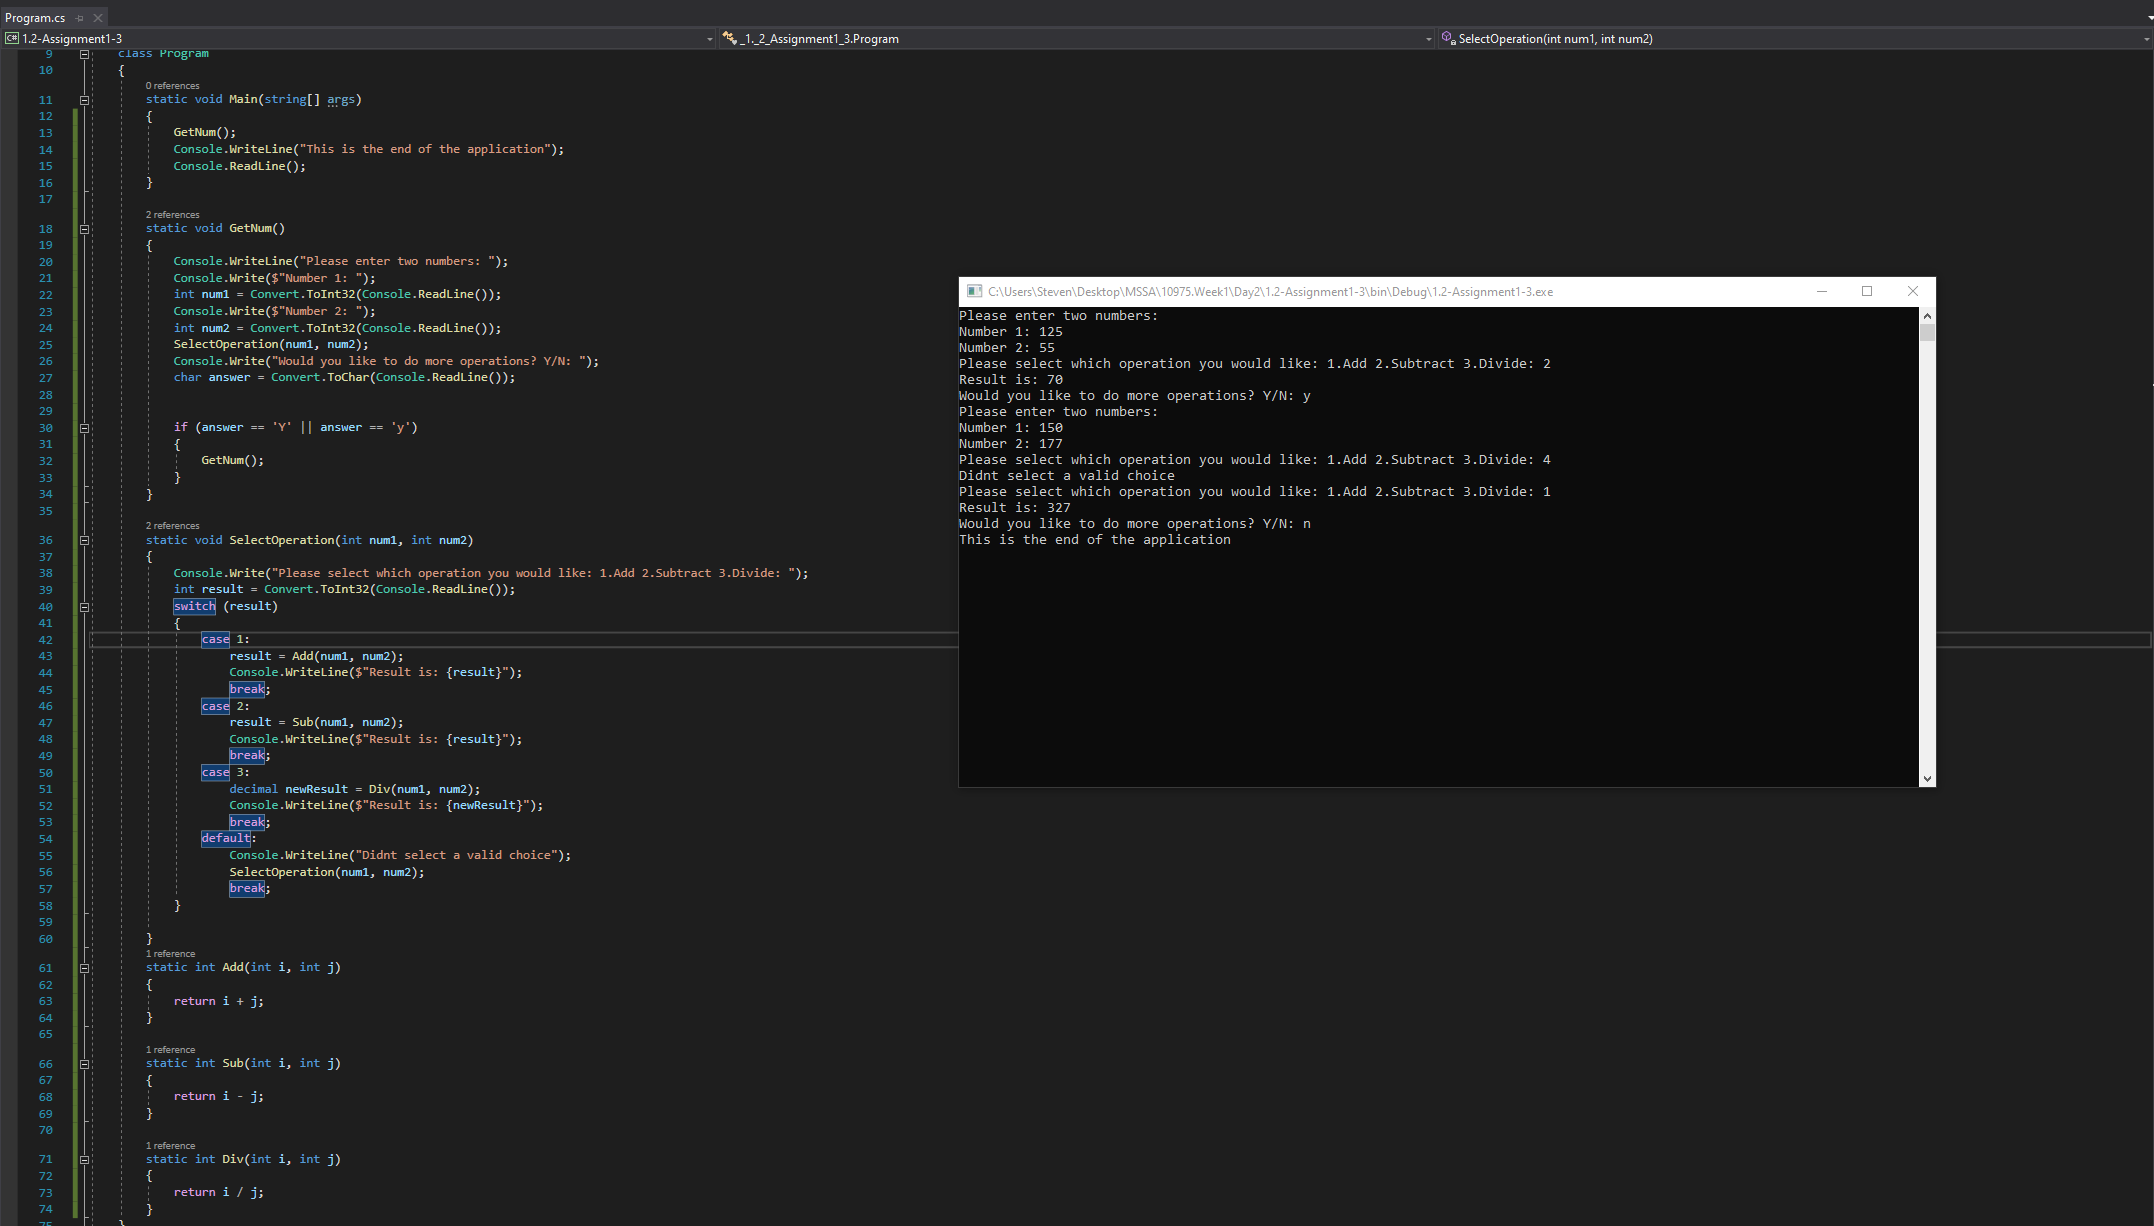 Program.cs
1.2-Assignment1-3
_1._2_Assignment1_3.Program
SelectOperation(int num1, int num2)
9 class Program
10 {
0 references
11 static void Main(string[] args)
12 {
13 GetNum();
14 Console.WriteLine("This is the end of the application");
15 Console.ReadLine();
16 }
17
2 references
18 static void GetNum()
19 {
20 Console.WriteLine("Please enter two numbers: ");
21 Console.Write($"Number 1: ");
22 int num1 = Convert.ToInt32(Console.ReadLine());
23 Console.Write($"Number 2: ");
24 int num2 = Convert.ToInt32(Console.ReadLine());
25 SelectOperation(num1, num2);
26 Console.Write("Would you like to do more operations? Y/N: ");
27 char answer = Convert.ToChar(Console.ReadLine());
28
29
30 if (answer == 'Y' || answer == 'y')
31 {
32 GetNum();
33 }
34 }
35
2 references
36 static void SelectOperation(int num1, int num2)
37 {
38 Console.Write("Please select which operation you would like: 1.Add 2.Subtract 3.Divide: ");
39 int result = Convert.ToInt32(Console.ReadLine());
40 switch (result)
41 {
42 case 1:
43 result = Add(num1, num2);
44 Console.WriteLine($"Result is: {result}");
45 break;
46 case 2:
47 result = Sub(num1, num2);
48 Console.WriteLine($"Result is: {result}");
49 break;
50 case 3:
51 decimal newResult = Div(num1, num2);
52 Console.WriteLine($"Result is: {newResult}");
53 break;
54 default:
55 Console.WriteLine("Didnt select a valid choice");
56 SelectOperation(num1, num2);
57 break;
58 }
59
60 }
1 reference
61 static int Add(int i, int j)
62 {
63 return i + j;
64 }
65
1 reference
66 static int Sub(int i, int j)
67 {
68 return i - j;
69 }
70
1 reference
71 static int Div(int i, int j)
72 {
73 return i / j;
74 }
75 }
C:\Users\Steven\Desktop\MSSA\10975.Week1\Day2\1.2-Assignment1-3\bin\Debug\1.2-Assignment1-3.exe
Please enter two numbers:
Number 1: 125
Number 2: 55
Please select which operation you would like: 1.Add 2.Subtract 3.Divide: 2
Result is: 70
Would you like to do more operations? Y/N: y
Please enter two numbers:
Number 1: 150
Number 2: 177
Please select which operation you would like: 1.Add 2.Subtract 3.Divide: 4
Didnt select a valid choice
Please select which operation you would like: 1.Add 2.Subtract 3.Divide: 1
Result is: 327
Would you like to do more operations? Y/N: n
This is the end of the application